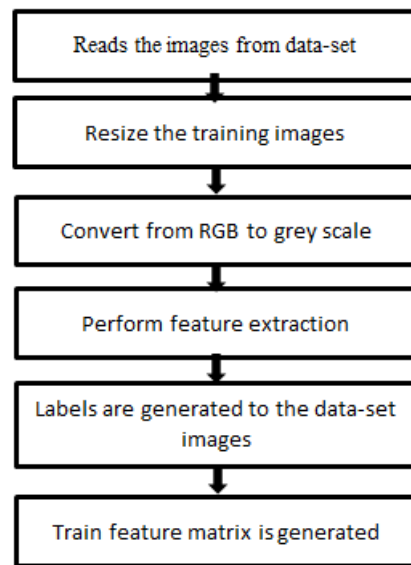 Reads the images from data-set
Resize the training images
Convert from RGB to grey scale
Perform feature extraction
Labels are generated to the data-set
images
Train feature matrix is generated